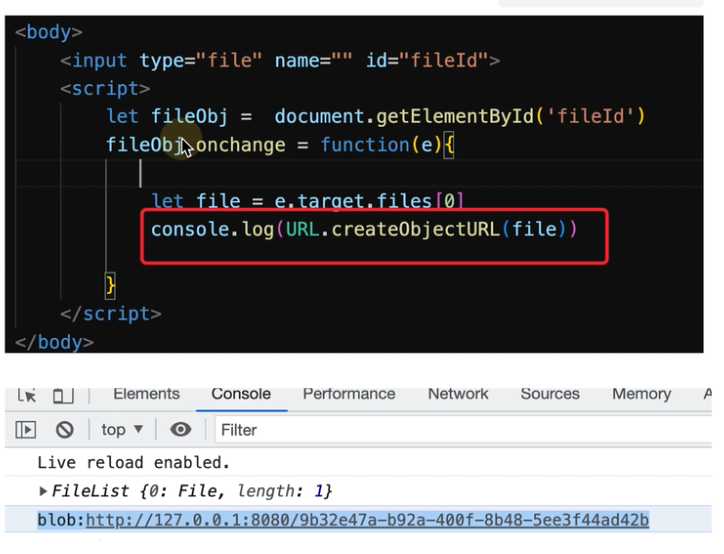 <body>
<input type="file" name="" id="fileId">
<script>
let fileObj =  document.getElementById('fileId')
fileObj.onchange = function(e){
let file = e.target.files[0]
console.log(URL.createObjectURL(file))
}
</script>
</body>
Elements Console Performance Network Sources Memory A
top ▼ Filter
Live reload enabled.
▶ FileList {0: File, length: 1}
blob:http://127.0.0.1:8080/9b32e47a-b92a-400f-8b48-5ee3f44ad42b